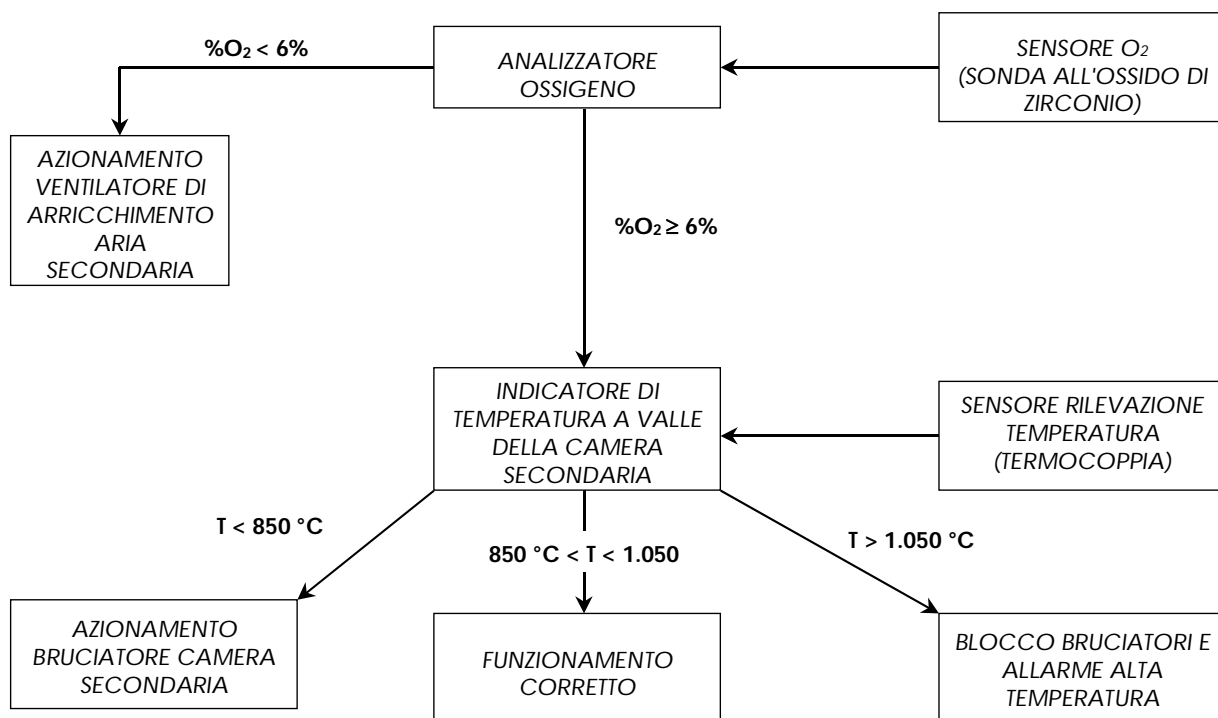 %O₂ < 6%
ANALIZZATORE
OSSIGENO
SENSORE O₂
(SONDA ALL'OSSIDO DI
ZIRCONIO)
AZIONAMENTO
VENTILATORE DI
ARRICCHIMENTO
ARIA
SECONDARIA
%O₂ ≥ 6%
INDICATORE DI
TEMPERATURA A VALLE
DELLA CAMERA
SECONDARIA
SENSORE RILEVAZIONE
TEMPERATURA
(TERMOCOPPIA)
T < 850 °C
850 °C < T < 1.050
T > 1.050 °C
AZIONAMENTO
BRUCIATORE CAMERA
SECONDARIA
FUNZIONAMENTO
CORRETTO
BLOCCO BRUCIATORI E
ALLARME ALTA
TEMPERATURA